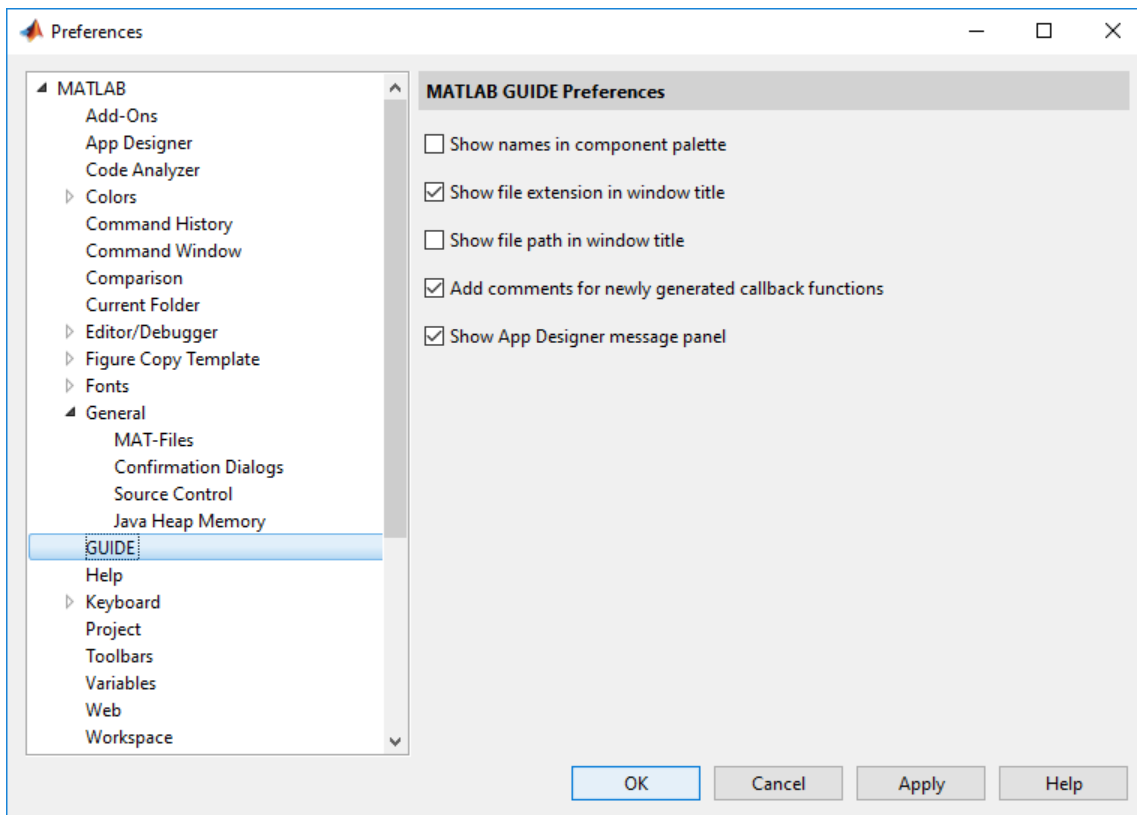 Preferences
MATLAB
Add-Ons
App Designer
Code Analyzer
Colors
Command History
Command Window
Comparison
Current Folder
Editor/Debugger
Figure Copy Template
Fonts
General
MAT-Files
Confirmation Dialogs
Source Control
Java Heap Memory
GUIDE
Help
Keyboard
Project
Toolbars
Variables
Web
Workspace
MATLAB GUIDE Preferences
Show names in component palette
Show file extension in window title
Show file path in window title
Add comments for newly generated callback functions
Show App Designer message panel
OK
Cancel
Apply
Help